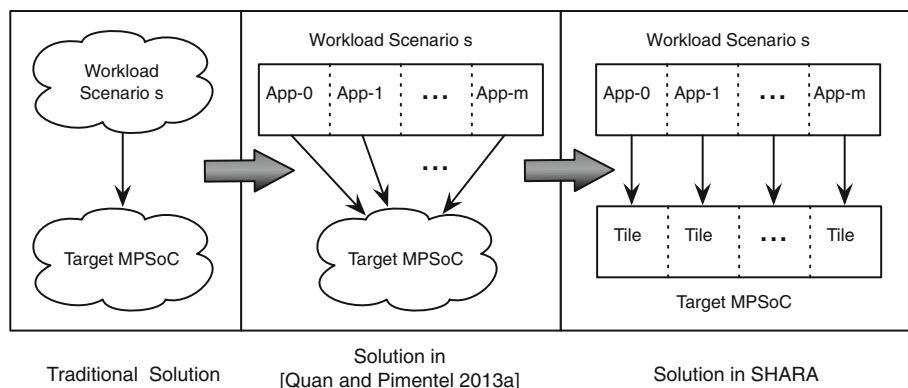 Workload
Scenario s
Target MPSoC
Workload Scenario s
App-0 App-1 ... App-m
...
Target MPSoC
Workload Scenario s
App-0 App-1 ... App-m
Tile Tile ... Tile
Target MPSoC
Traditional Solution
Solution in
[Quan and Pimentel 2013a]
Solution in SHARA